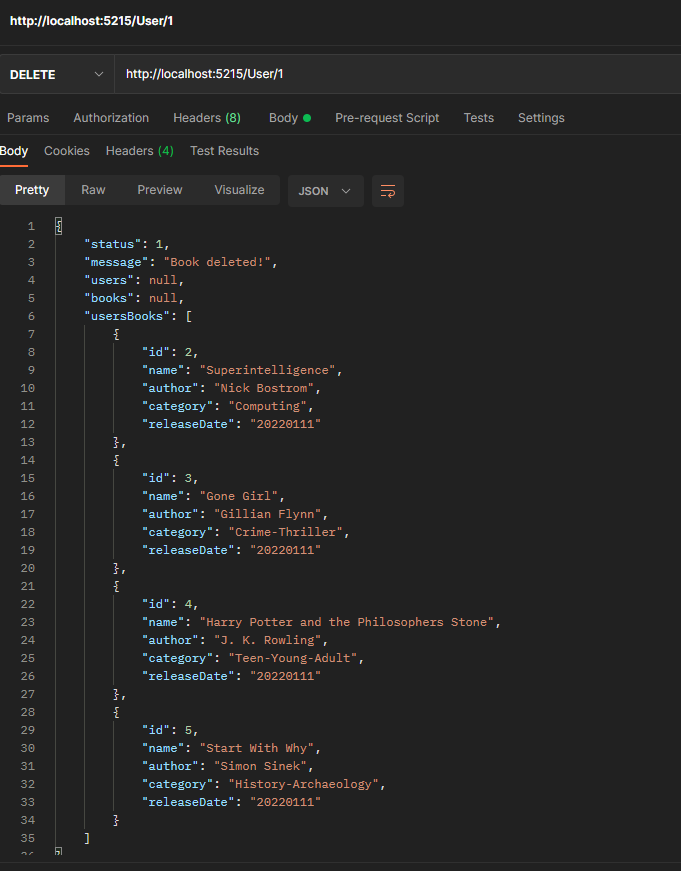 http://localhost:5215/User/1
DELETE http://localhost:5215/User/1
Params Authorization Headers (8) Body Pre-request Script Tests Settings
Body Cookies Headers (4) Test Results
Pretty Raw Preview Visualize JSON
1 {
2 "status": 1,
3 "message": "Book deleted!",
4 "users": null,
5 "books": null,
6 "usersBooks": [
7 {
8 "id": 2,
9 "name": "Superintelligence",
10 "author": "Nick Bostrom",
11 "category": "Computing",
12 "releaseDate": "20220111"
13 },
14 {
15 "id": 3,
16 "name": "Gone Girl",
17 "author": "Gillian Flynn",
18 "category": "Crime-Thriller",
19 "releaseDate": "20220111"
20 },
21 {
22 "id": 4,
23 "name": "Harry Potter and the Philosophers Stone",
24 "author": "J. K. Rowling",
25 "category": "Teen-Young-Adult",
26 "releaseDate": "20220111"
27 },
28 {
29 "id": 5,
30 "name": "Start With Why",
31 "author": "Simon Sinek",
32 "category": "History-Archaeology",
33 "releaseDate": "20220111"
34 }
35 ]